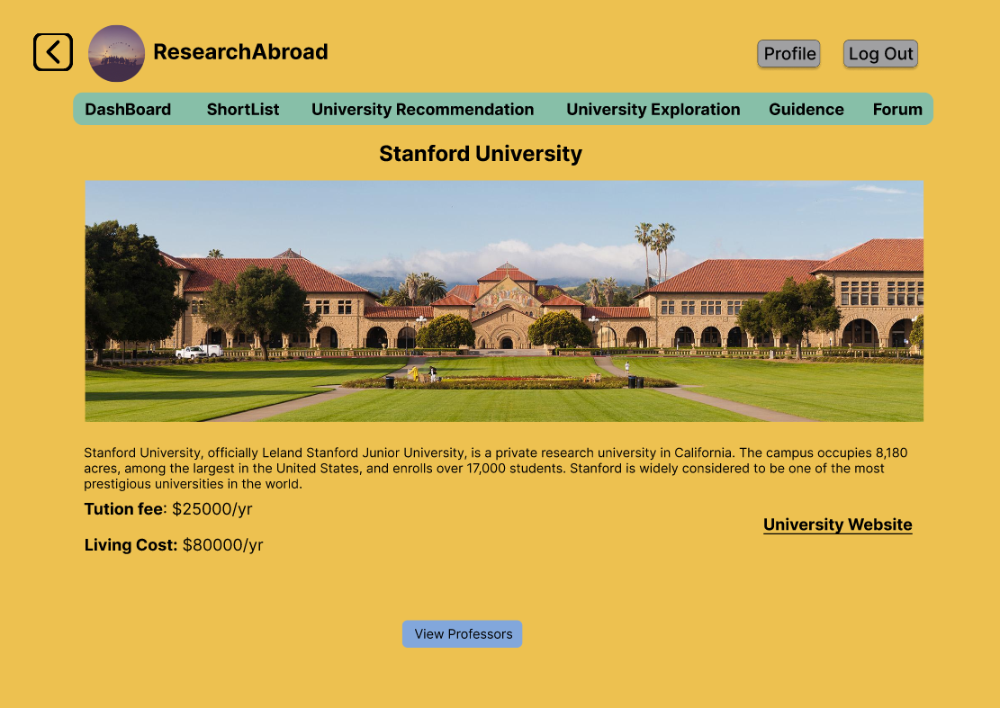 ResearchAbroad
Profile
Log Out
DashBoard
ShortList
University Recommendation
University Exploration
Guidence
Forum
Stanford University
Stanford University, officially Leland Stanford Junior University, is a private research university in California. The campus occupies 8,180
acres, among the largest in the United States, and enrolls over 17,000 students. Stanford is widely considered to be one of the most
prestigious universities in the world.
Tution fee: $25000/yr
University Website
Living Cost: $80000/yr
View Professors